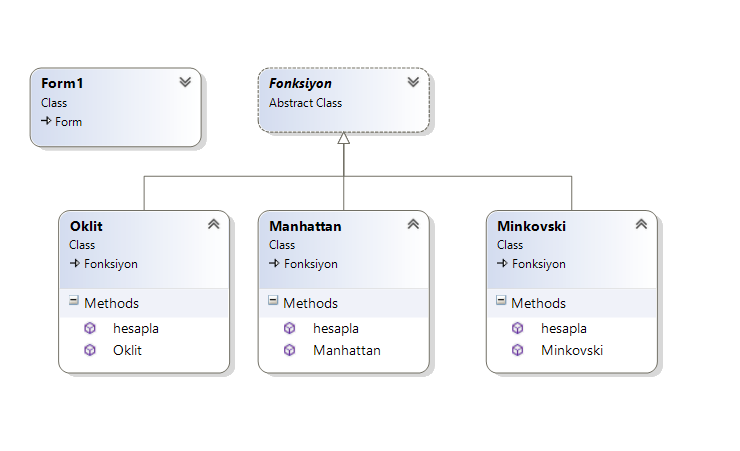 Form1
Class
Form
Fonksiyon
Abstract Class
Oklit
Class
Fonksiyon
Methods
hesapla
Oklit
Manhattan
Class
Fonksiyon
Methods
hesapla
Manhattan
Minkovski
Class
Fonksiyon
Methods
hesapla
Minkovski